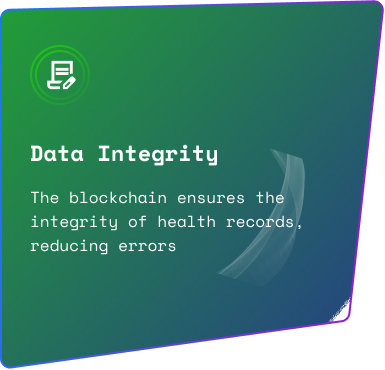 Data Integrity
The blockchain ensures the
integrity of health records,
reducing errors